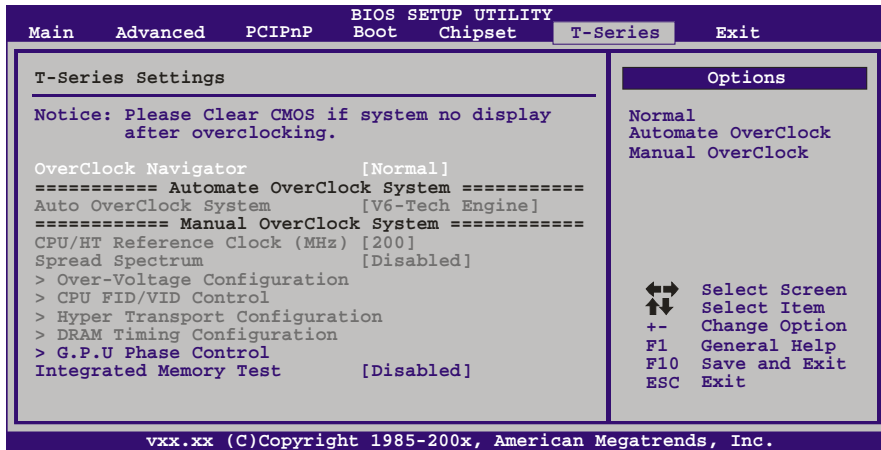 BIOS SETUP UTILITY
Main Advanced PCIPnP Boot Chipset T-Series Exit
T-Series Settings
Notice: Please Clear CMOS if system no display
after overclocking.
OverClock Navigator [Normal]
=========== Automate OverClock System ===========
Auto OverClock System [V6-Tech Engine]
============ Manual OverClock System ============
CPU/HT Reference Clock (MHz) [200]
Spread Spectrum [Disabled]
> Over-Voltage Configuration
> CPU FID/VID Control
> Hyper Transport Configuration
> DRAM Timing Configuration
> G.P.U Phase Control
Integrated Memory Test [Disabled]
Options
Normal
Automate OverClock
Manual OverClock
Select Screen
Select Item
+- Change Option
F1 General Help
F10 Save and Exit
ESC Exit
vxx.xx (C)Copyright 1985-200x, American Megatrends, Inc.